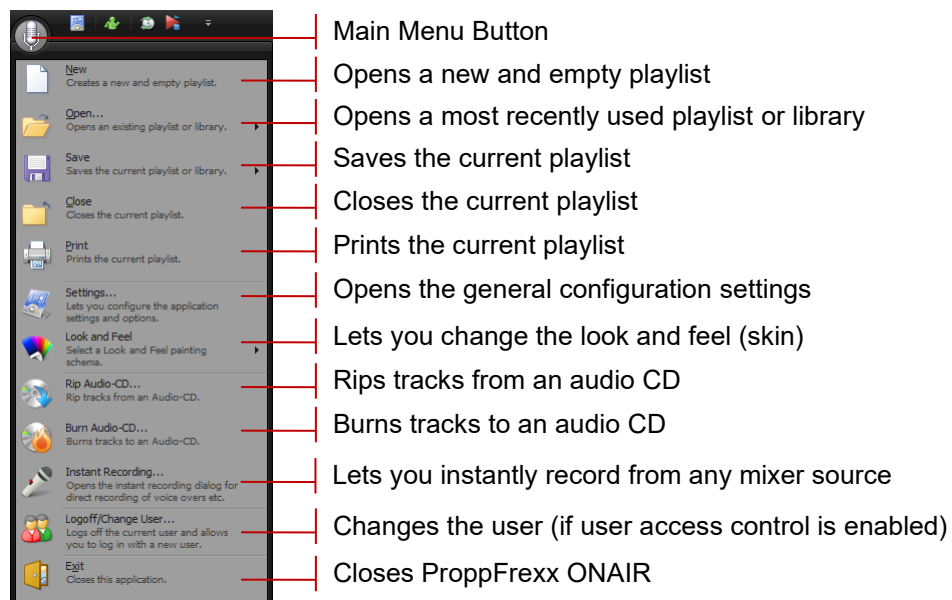 Main Menu Button
New
Creates a new and empty playlist.
Opens a new and empty playlist
Open...
Opens an existing playlist or library.
Opens a most recently used playlist or library
Save
Saves the current playlist or library.
Saves the current playlist
Close
Closes the current playlist.
Closes the current playlist
Print
Prints the current playlist.
Prints the current playlist
Settings...
Lets you configure the application
settings and options.
Opens the general configuration settings
Look and Feel
Select a Look and Feel painting
schema.
Lets you change the look and feel (skin)
Rip Audio-CD...
Rip tracks from an Audio-CD.
Rips tracks from an audio CD
Burn Audio-CD...
Burns tracks to an Audio-CD.
Burns tracks to an audio CD
Instant Recording...
Opens the instant recording dialog for
direct recording of voice overs etc.
Lets you instantly record from any mixer source
Logoff/Change User...
Logs off the current user and allows
you to log in with a new user.
Changes the user (if user access control is enabled)
Exit
Closes this application.
Closes ProppFrexx ONAIR